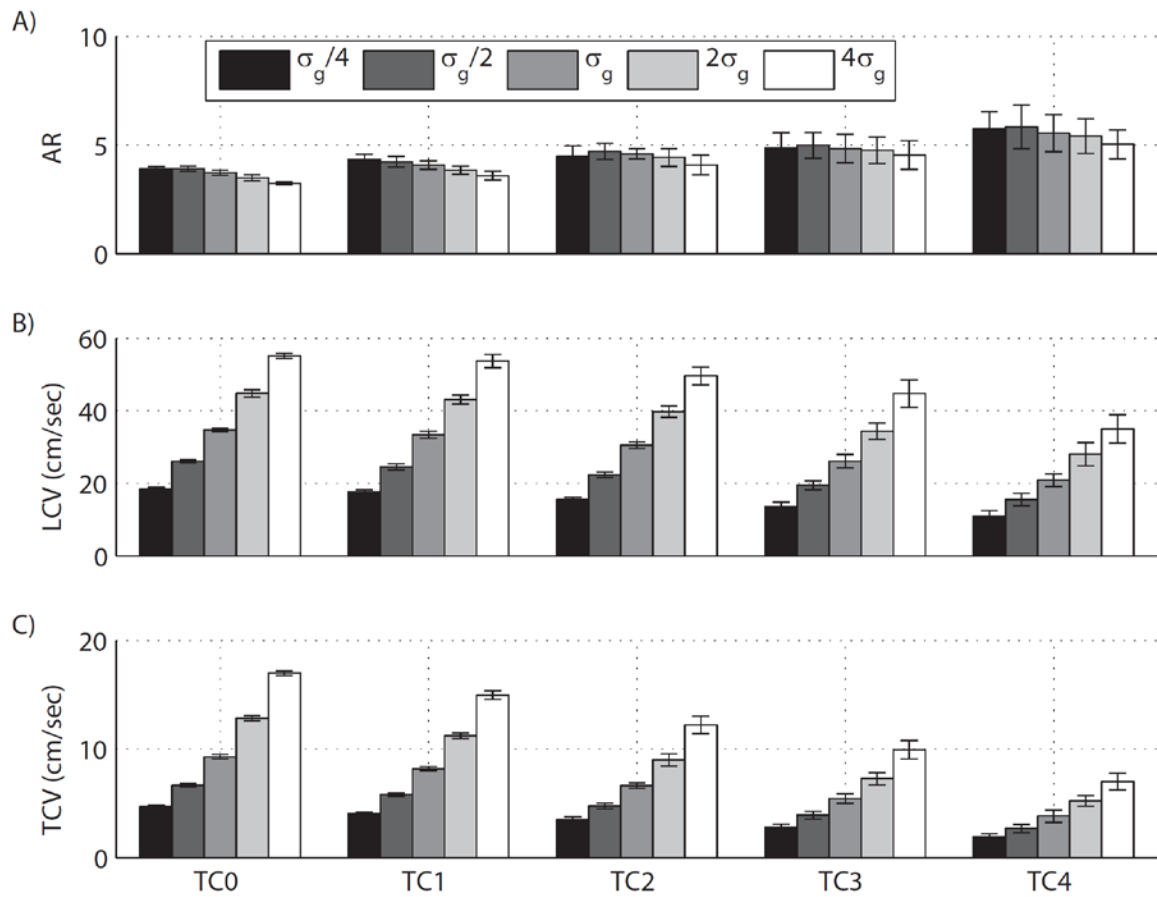 A)
10
σg/4 σg/2 σg 2σg 4σg
AR
5
0
B)
60
LCV (cm/sec)
40
20
0
C)
20
TCV (cm/sec)
10
0
TC0 TC1 TC2 TC3 TC4